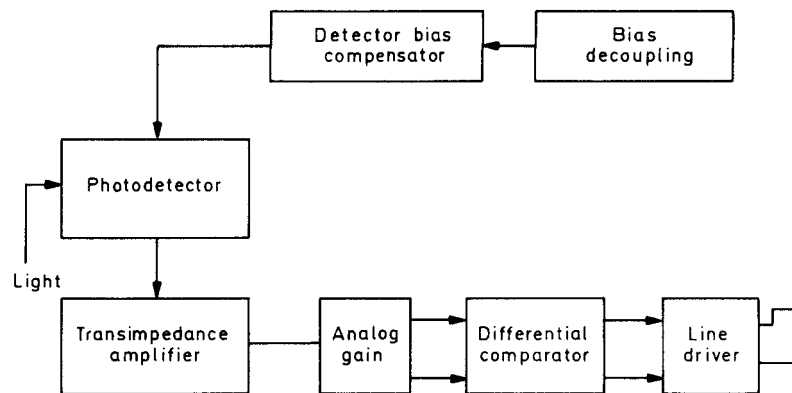 Detector bias
compensator
Bias
decoupling
Photodetector
Light
Transimpedance
amplifier
Analog
gain
Differential
comparator
Line
driver